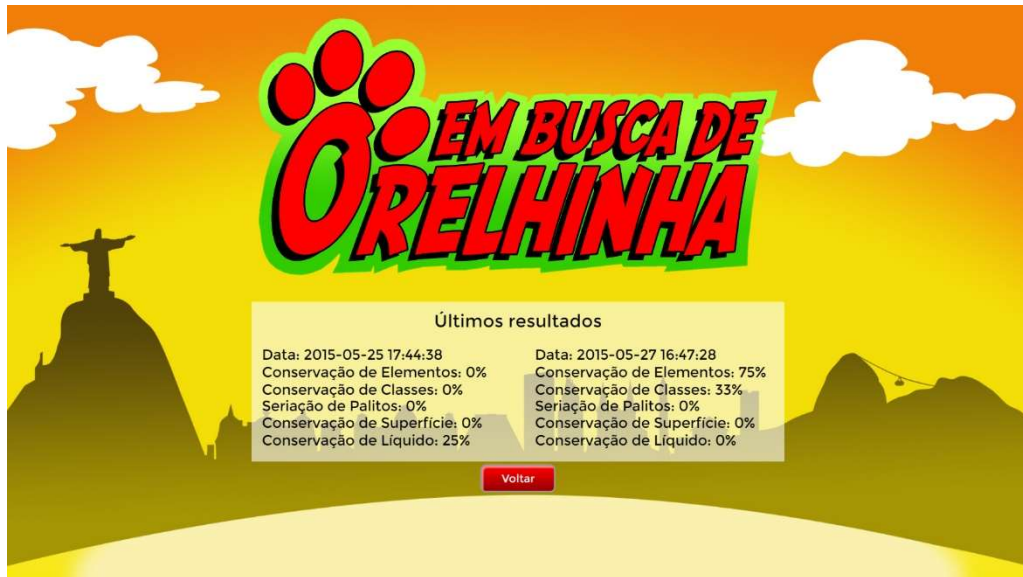 EM BUSCA DE
ORELHINHA
Últimos resultados
Data: 2015-05-25 17:44:38
Conservação de Elementos: 0%
Conservação de Classes: 0%
Seriação de Palitos: 0%
Conservação de Superfície: 0%
Conservação de Líquido: 25%
Data: 2015-05-27 16:47:28
Conservação de Elementos: 75%
Conservação de Classes: 33%
Seriação de Palitos: 0%
Conservação de Superfície: 0%
Conservação de Líquido: 0%
Voltar